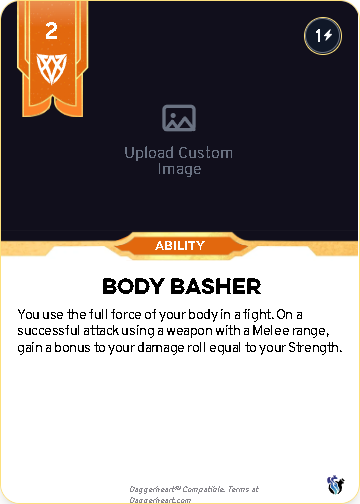 2
1
Upload Custom
Image
ABILITY
BODY BASHER
You use the full force of your body in a fight. On a
successful attack using a weapon with a Melee range,
gain a bonus to your damage roll equal to your Strength.
Daggerheart℠ Compatible. Terms at
Daggerheart.com